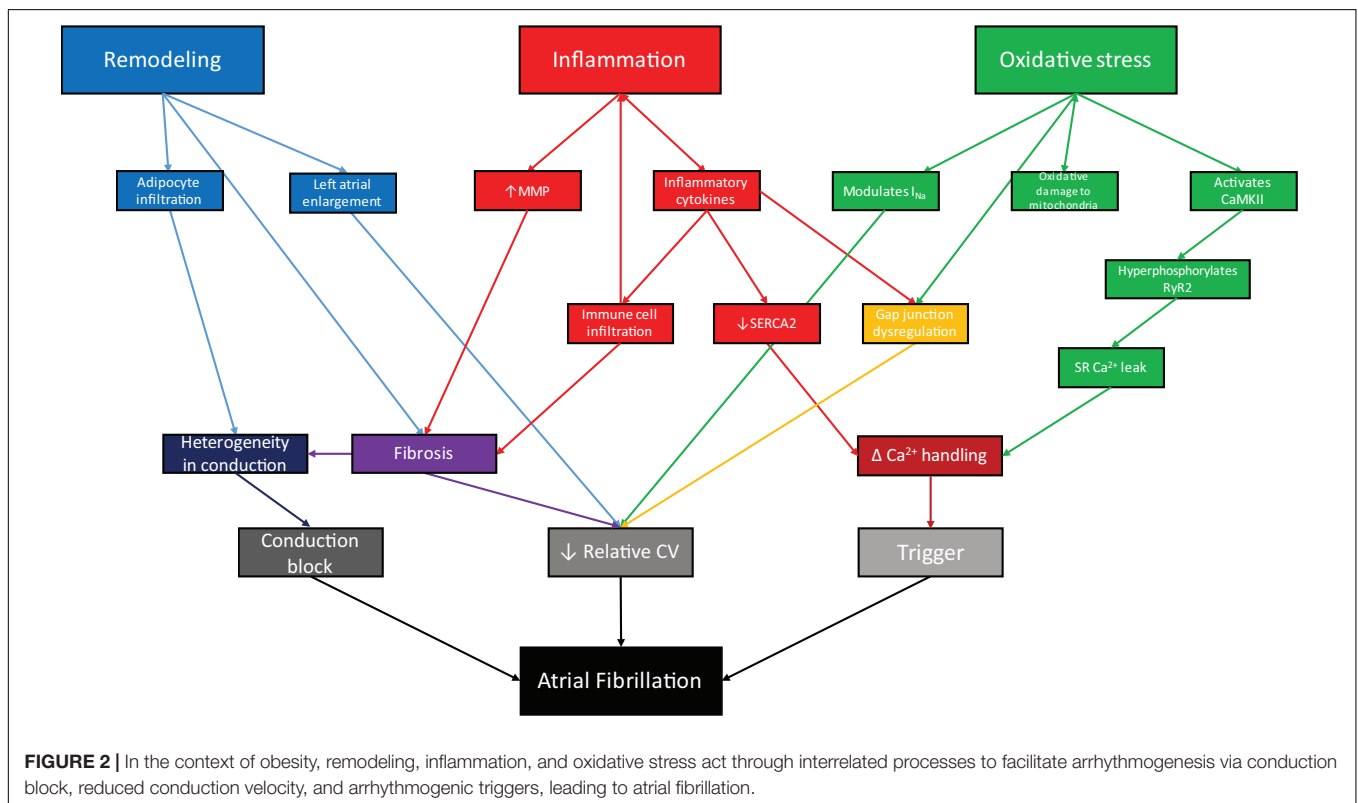 Remodeling
Inflammation
Oxidative stress
Adipocyte
infiltration
Left atrial
enlargement
↑ MMP
Inflammatory
cytokines
Modulates I_Na
Oxidative
damage to
mitochondria
Activates
CaMKII
Hyperphosphorylates
RyR2
Immune cell
infiltration
↓ SERCA2
Gap junction
dysregulation
SR Ca²⁺ leak
Heterogeneity
in conduction
Fibrosis
Δ Ca²⁺ handling
Conduction
block
↓ Relative CV
Trigger
Atrial Fibrillation
FIGURE 2 | In the context of obesity, remodeling, inflammation, and oxidative stress act through interrelated processes to facilitate arrhythmogenesis via conduction
block, reduced conduction velocity, and arrhythmogenic triggers, leading to atrial fibrillation.